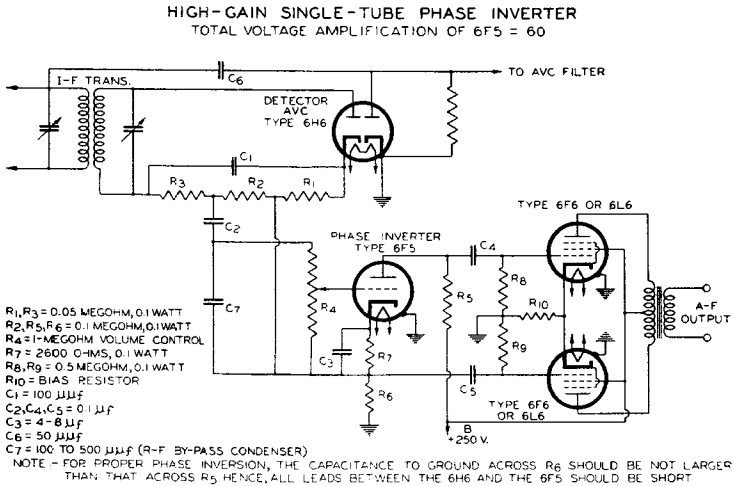 HIGH-GAIN SINGLE-TUBE PHASE INVERTER
TOTAL VOLTAGE AMPLIFICATION OF 6F5 = 60
I-F TRANS.
C6
TO AVC FILTER
DETECTOR
AVC
TYPE 6H6
C1
R3
R2
R1
C2
PHASE INVERTER
TYPE 6F5
C4
TYPE 6F6 OR 6L6
R4
R5
R8
R10
R9
C7
C3
R7
R6
C5
A-F
OUTPUT
TYPE 6F6
OR 6L6
B
+250 V.
R1,R3 = 0.05 MEGOHM, 0.1 WATT
R2,R5,R6 = 0.1 MEGOHM, 0.1 WATT
R4 = 1-MEGOHM VOLUME CONTROL
R7 = 2600 OHMS, 0.1 WATT
R8,R9 = 0.5 MEGOHM, 0.1 WATT
R10 = BIAS RESISTOR
C1 = 100 µµf
C2,C4,C5 = 0.1 µf
C3 = 4-8 µf
C6 = 50 µµf
C7 = 100 TO 500 µµf (R-F BY-PASS CONDENSER)
NOTE - FOR PROPER PHASE INVERSION, THE CAPACITANCE TO GROUND ACROSS R6 SHOULD BE NOT LARGER
THAN THAT ACROSS R5 HENCE, ALL LEADS BETWEEN THE 6H6 AND THE 6F5 SHOULD BE SHORT